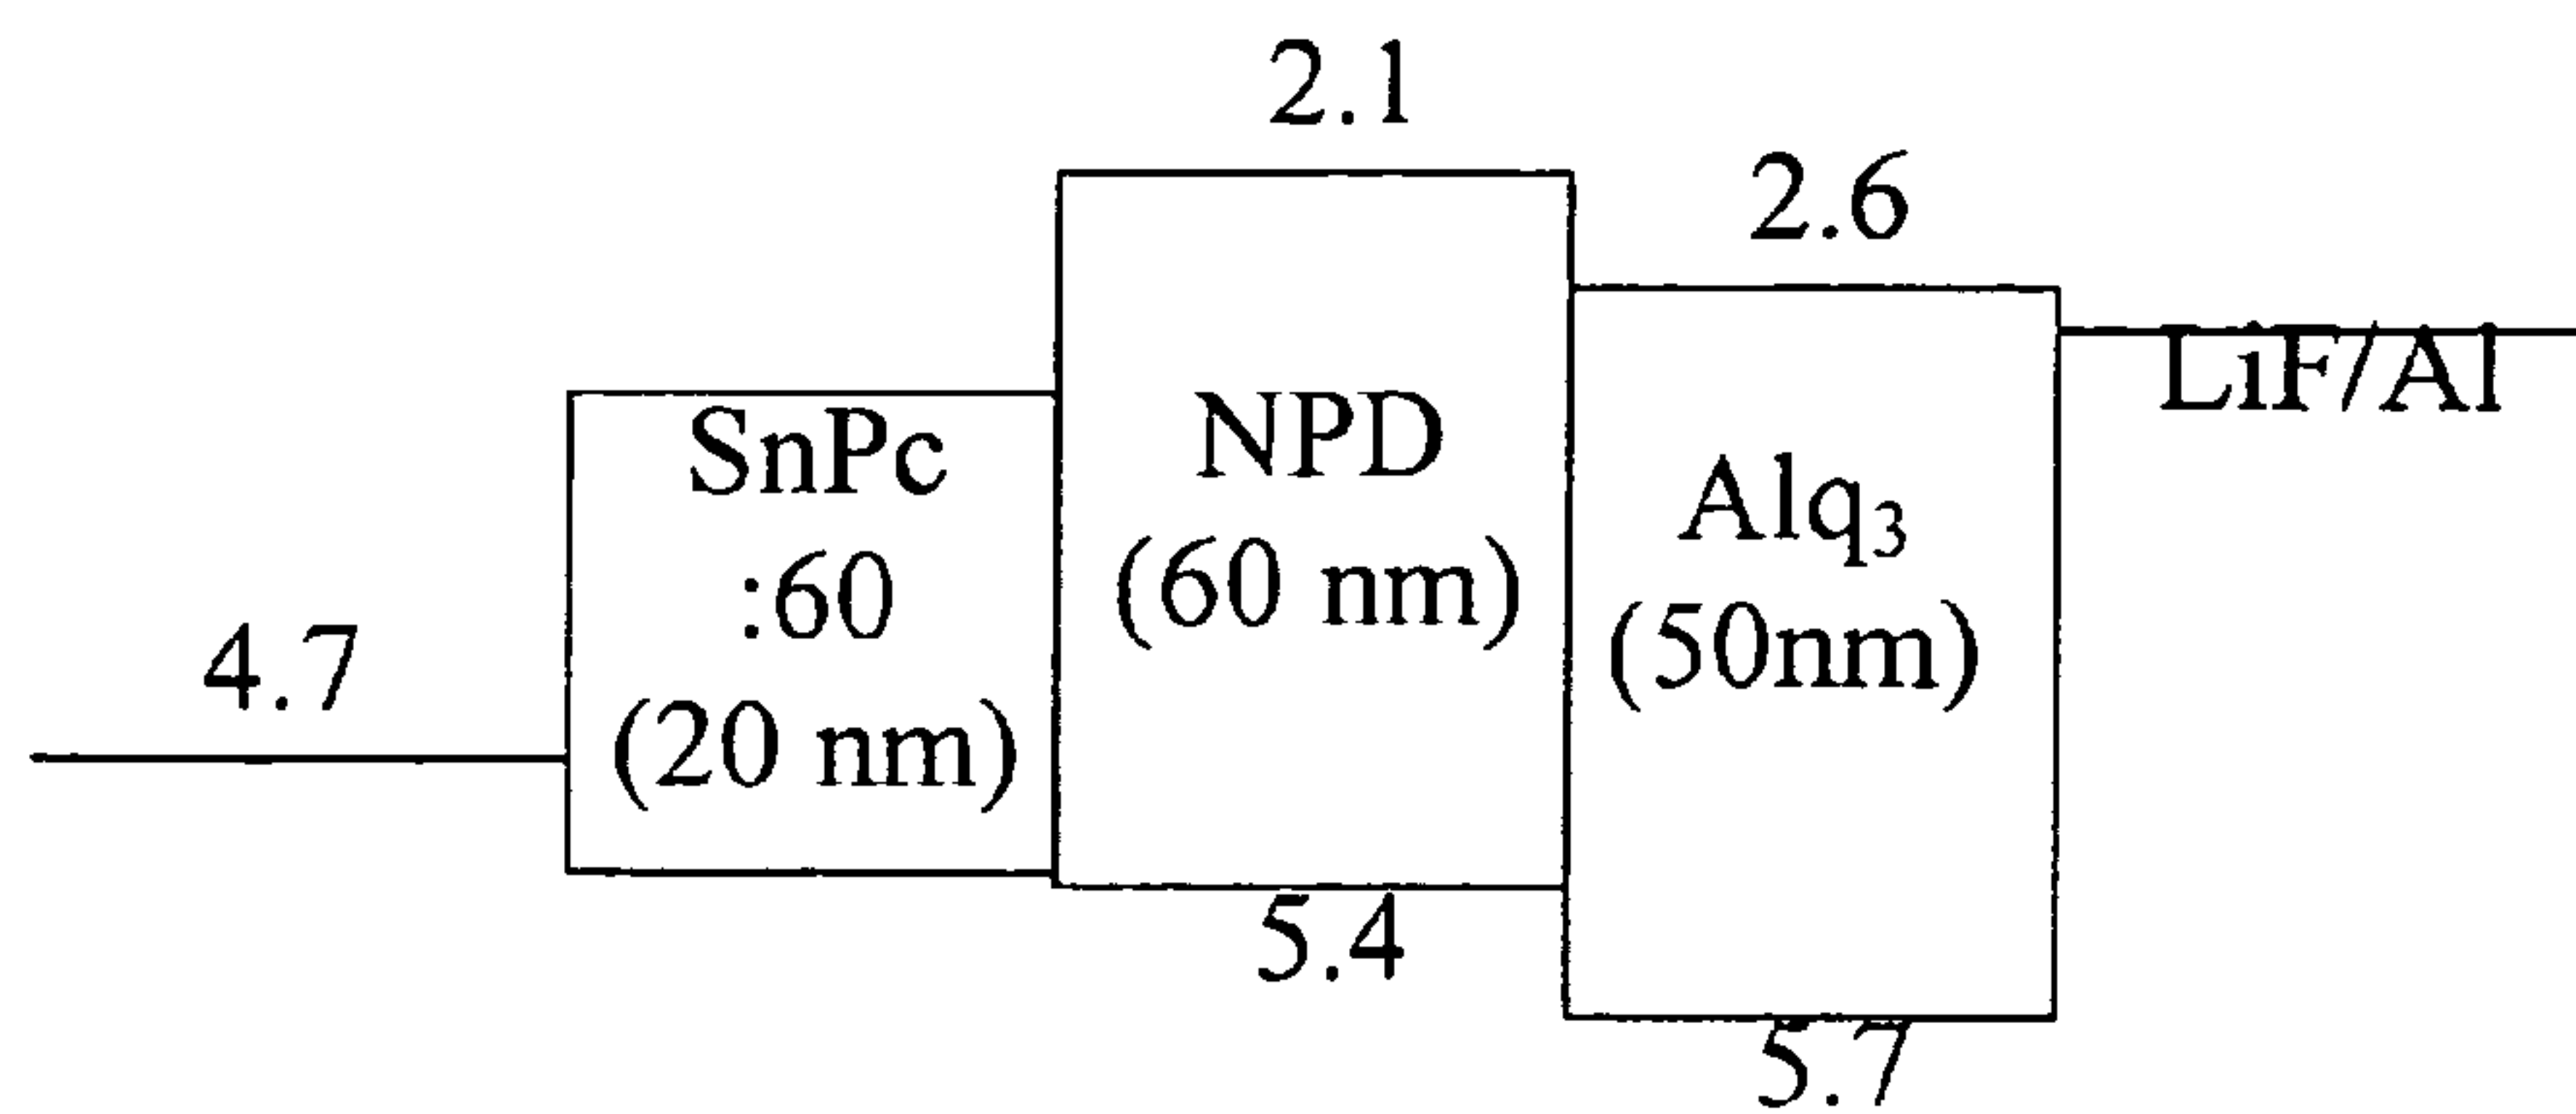 2.1
2.6
LiF/Al
SnPc
:60
(20 nm)
NPD
(60 nm)
Alq₃
(50nm)
4.7
5.4
5.7